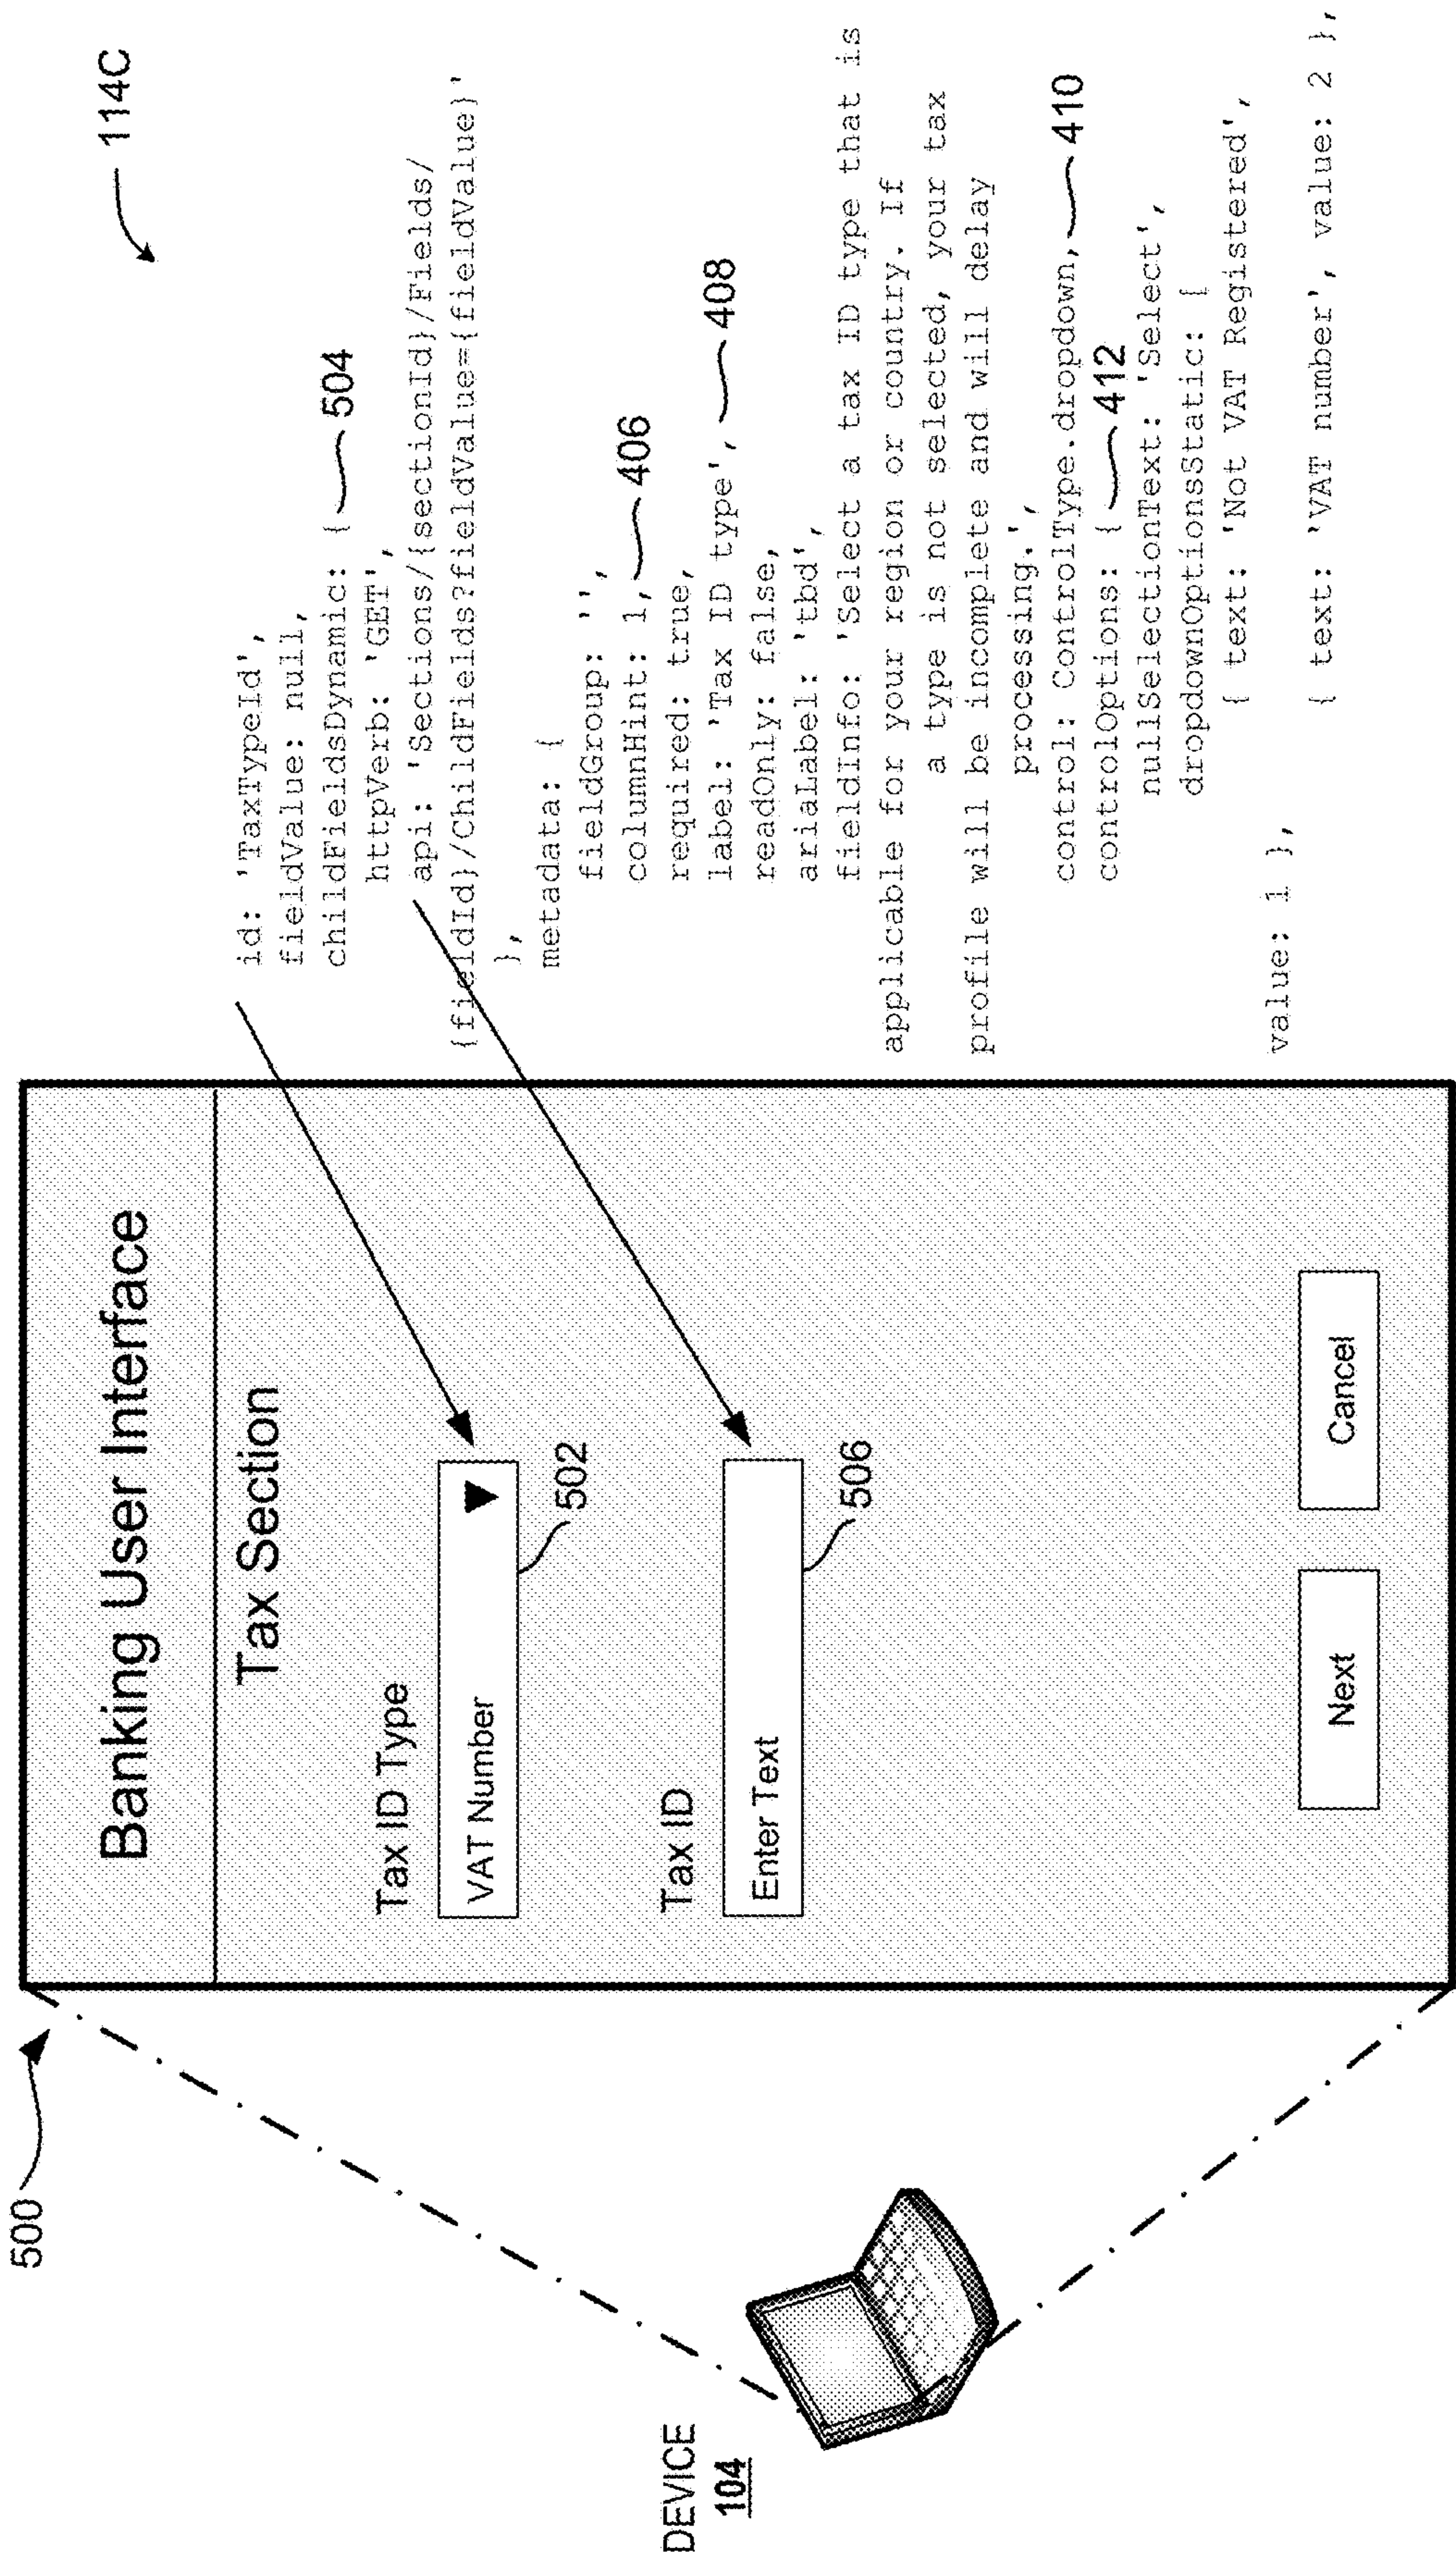 500
Banking User Interface
Tax Section
Tax ID Type
VAT Number
502
Tax ID
Enter Text
506
Next
Cancel
DEVICE
104
114C
id: 'TaxTypeId',
fieldValue: null,
childFieldsDynamic: { 504
httpVerb: 'GET',
api: 'Sections/{sectionId}/Fields/
{fieldId}/ChildFields?fieldValue={fieldValue}'
},
metadata: {
fieldGroup: '',
columnHint: 1, 406
required: true,
label: 'Tax ID type', 408
readOnly: false,
ariaLabel: 'tbd',
fieldInfo: 'Select a tax ID type that is
applicable for your region or country. If
a type is not selected, your tax
profile will be incomplete and will delay
processing.',
control: ControlType.dropdown, 410
controlOptions: { 412
nullSelectionText: 'Select',
dropdownOptionsStatic: [
{ text: 'Not VAT Registered',
value: 1 },
{ text: 'VAT number', value: 2 },